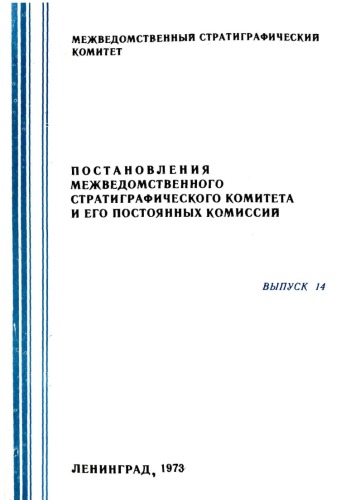 МЕЖВЕДОМСТВЕННЫЙ СТРАТИГРАФИЧЕСКИЙ
КОМИТЕТ
ПОСТАНОВЛЕНИЯ
МЕЖВЕДОМСТВЕННОГО
СТРАТИГРАФИЧЕСКОГО КОМИТЕТА
И ЕГО ПОСТОЯННЫХ КОМИССИЙ
ВЫПУСК 14
ЛЕНИНГРАД, 1973